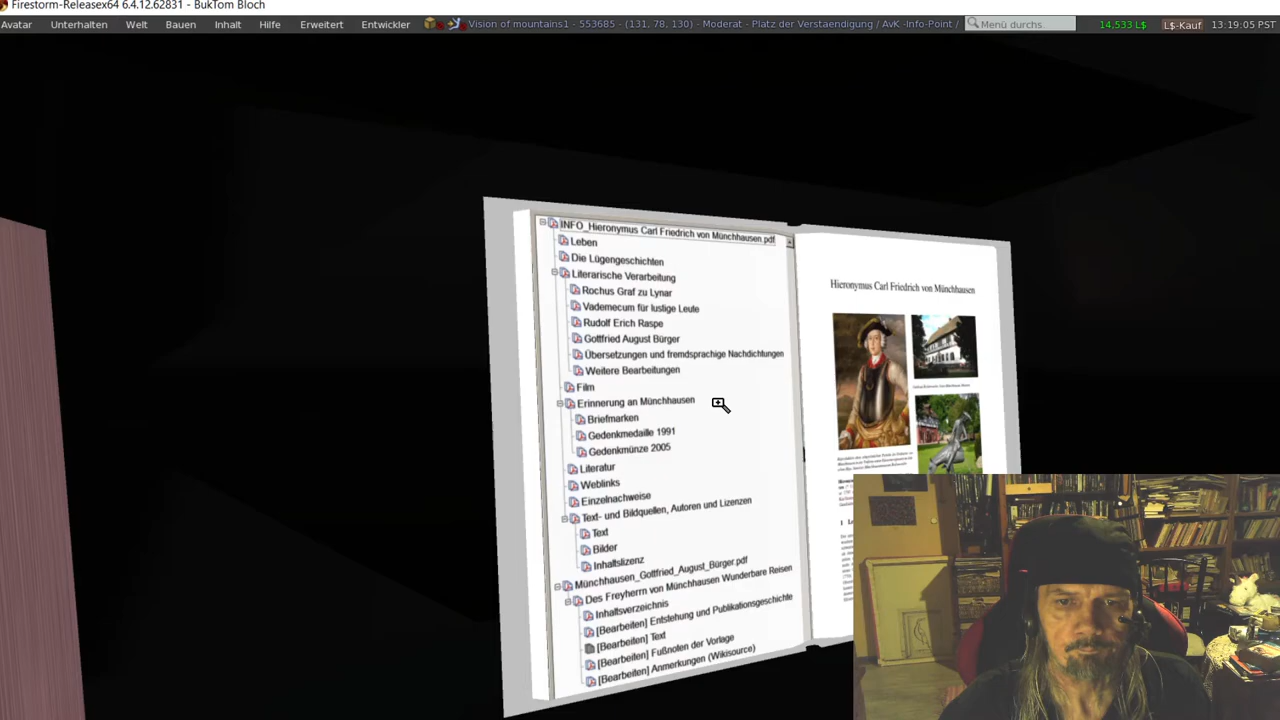 Firestorm-Releasex64 6.4.12.62831 - BukTom Bloch
Avatar Unterhalten Welt Bauen Inhalt Hilfe Erweitert Entwickler Vision of mountains1 - 553685 - (131, 78, 130) - Moderat - Platz der Verstaendigung / AvK -Info-Point / Menü durchs. 14,533 L$ L$-Kauf 13:19:05 PST
INFO_Hieronymus Carl Friedrich von Münchhausen.pdf
Leben
Die Lügengeschichten
Literarische Verarbeitung
Rochus Graf zu Lynar
Vademecum für lustige Leute
Rudolf Erich Raspe
Gottfried August Bürger
Übersetzungen und fremdsprachige Nachdichtungen
Weitere Bearbeitungen
Film
Erinnerung an Münchhausen
Briefmarken
Gedenkmedaille 1991
Gedenkmünze 2005
Literatur
Weblinks
Einzelnachweise
Text- und Bildquellen, Autoren und Lizenzen
Text
Bilder
Inhaltslizenz
Münchhausen_Gottfried_August_Bürger.pdf
Des Freyherrn von Münchhausen Wunderbare Reisen
Inhaltsverzeichnis
[Bearbeiten] Entstehung und Publikationsgeschichte
[Bearbeiten] Text
[Bearbeiten] Fußnoten der Vorlage
[Bearbeiten] Anmerkungen (Wikisource)
Hieronymus Carl Friedrich von Münchhausen